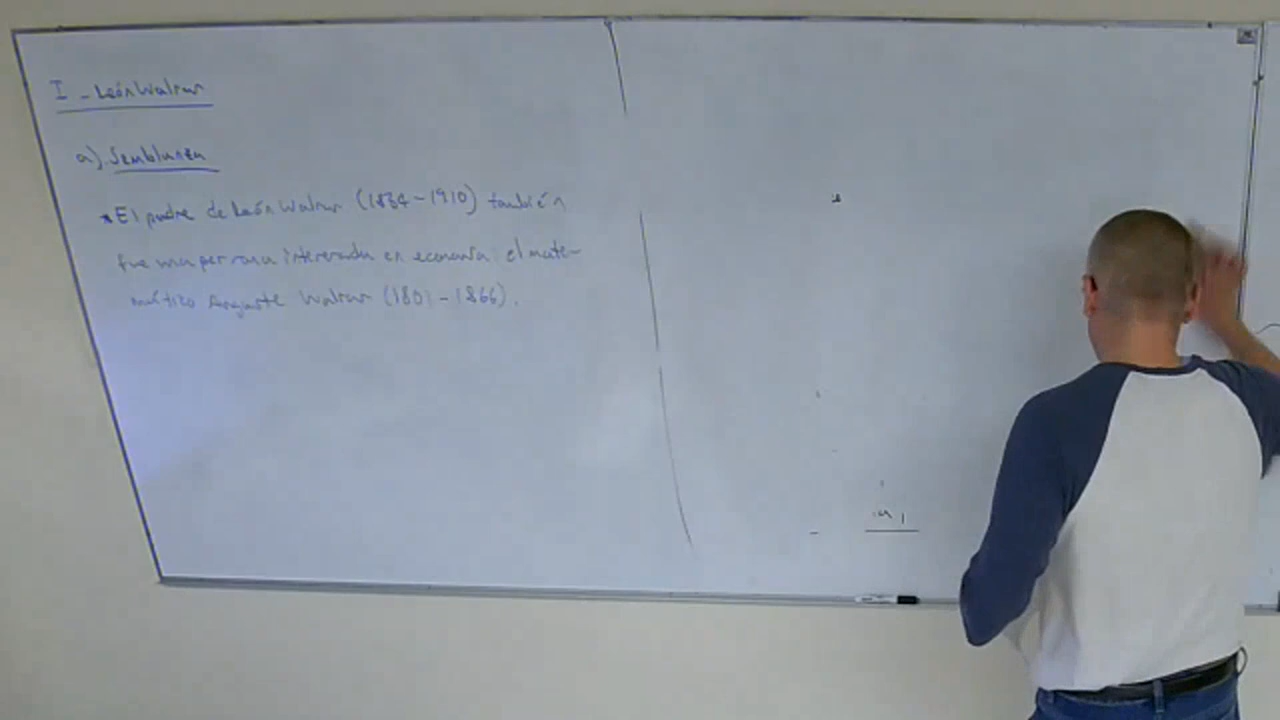 I - León Walras
a). Semblanza
* El padre de León Walras (1834-1910) también
fue una persona interesada en economía: el mate-
mático Auguste Walras (1801-1866).